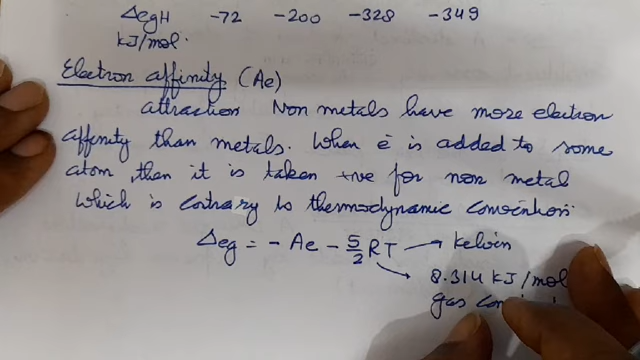 ΔegH -72 -200 -328 -349
kJ/mol.
Electron affinity (Ae)
attraction Non metals have more electron
affinity than metals. When ē is added to some
atom, then it is taken +ve for non metal
which is contrary to thermodynamic convention.
Δeg = - Ae - 5/2 RT → Kelvin
8.314 KJ/mol
gas